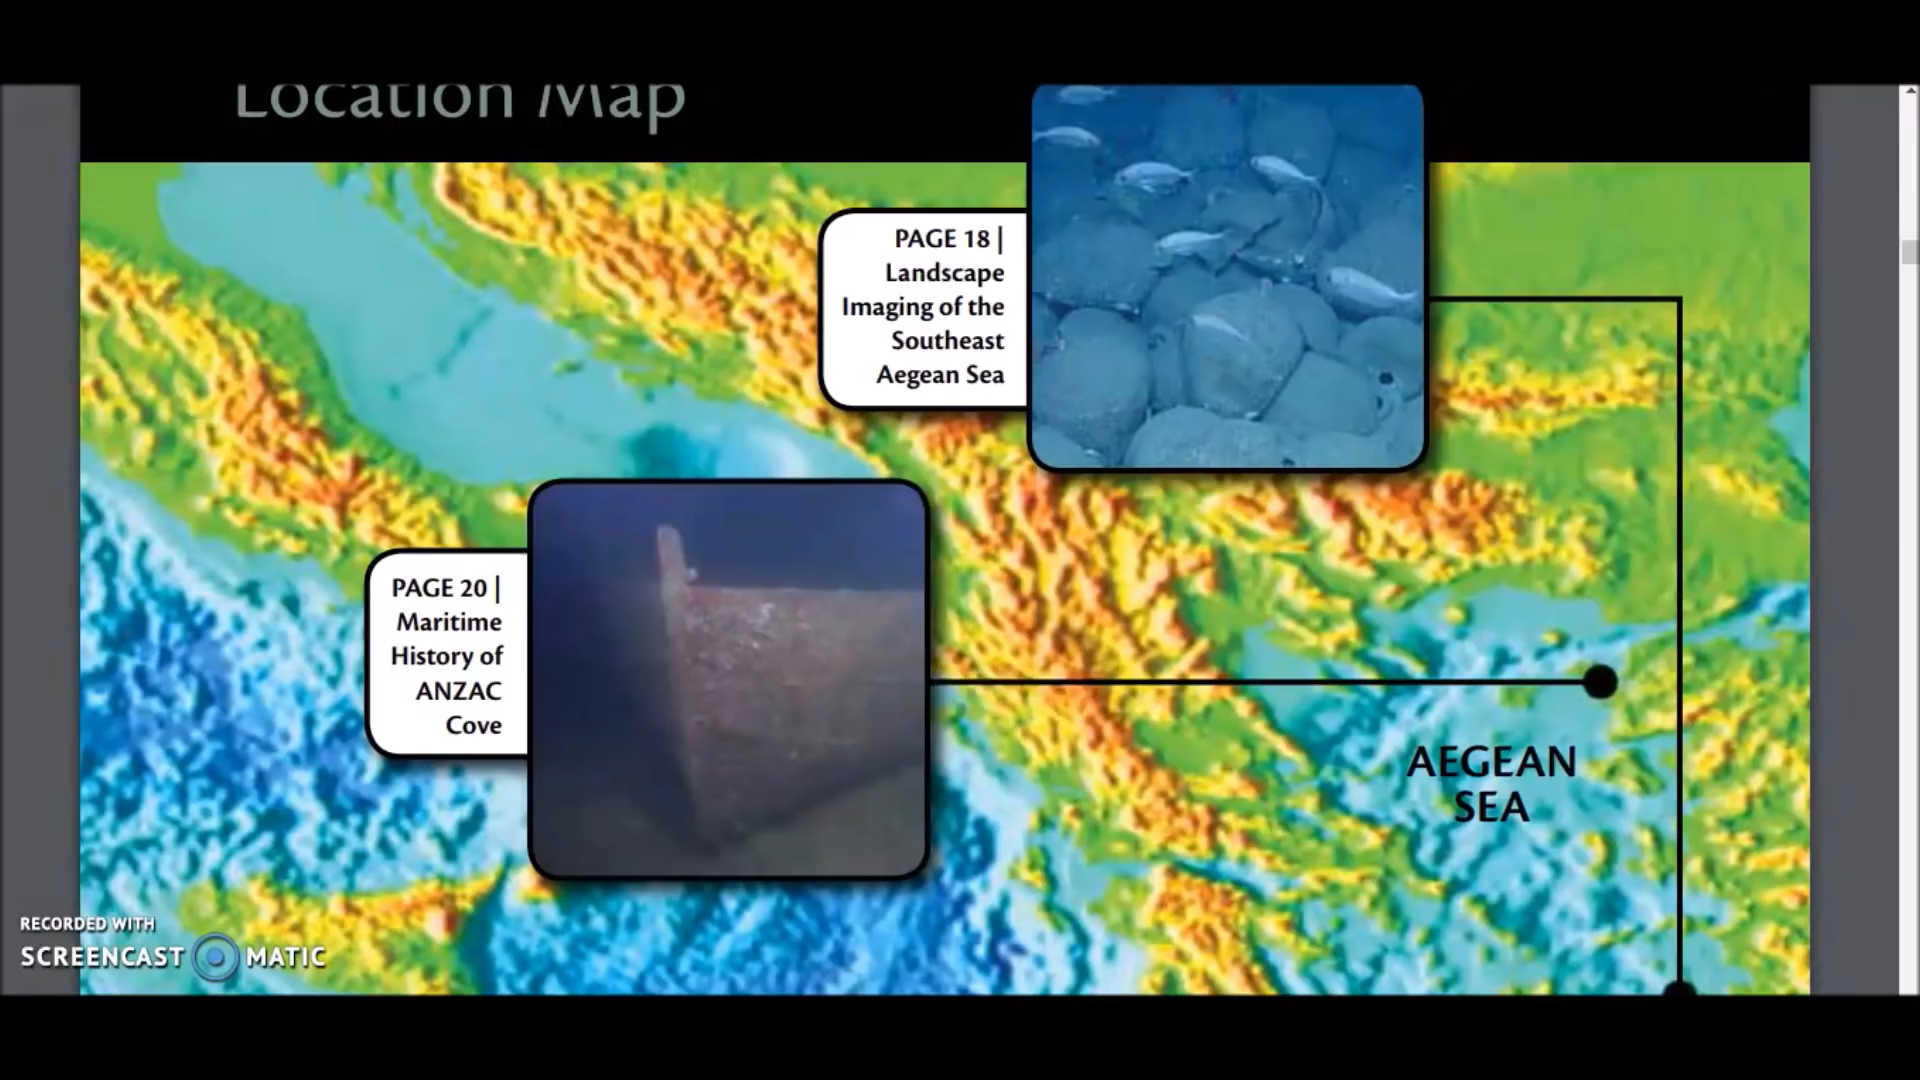 Location Map
PAGE 18 |
Landscape
Imaging of the
Southeast
Aegean Sea
PAGE 20 |
Maritime
History of
ANZAC
Cove
AEGEAN
SEA
RECORDED WITH
SCREENCAST MATIC